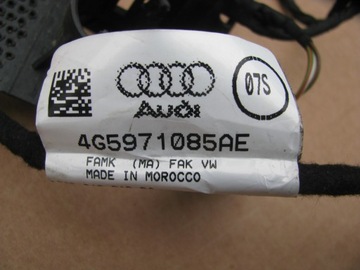 Audi
07S
4G5971085AE
FAMK (MA) FAK VW
MADE IN MOROCCO